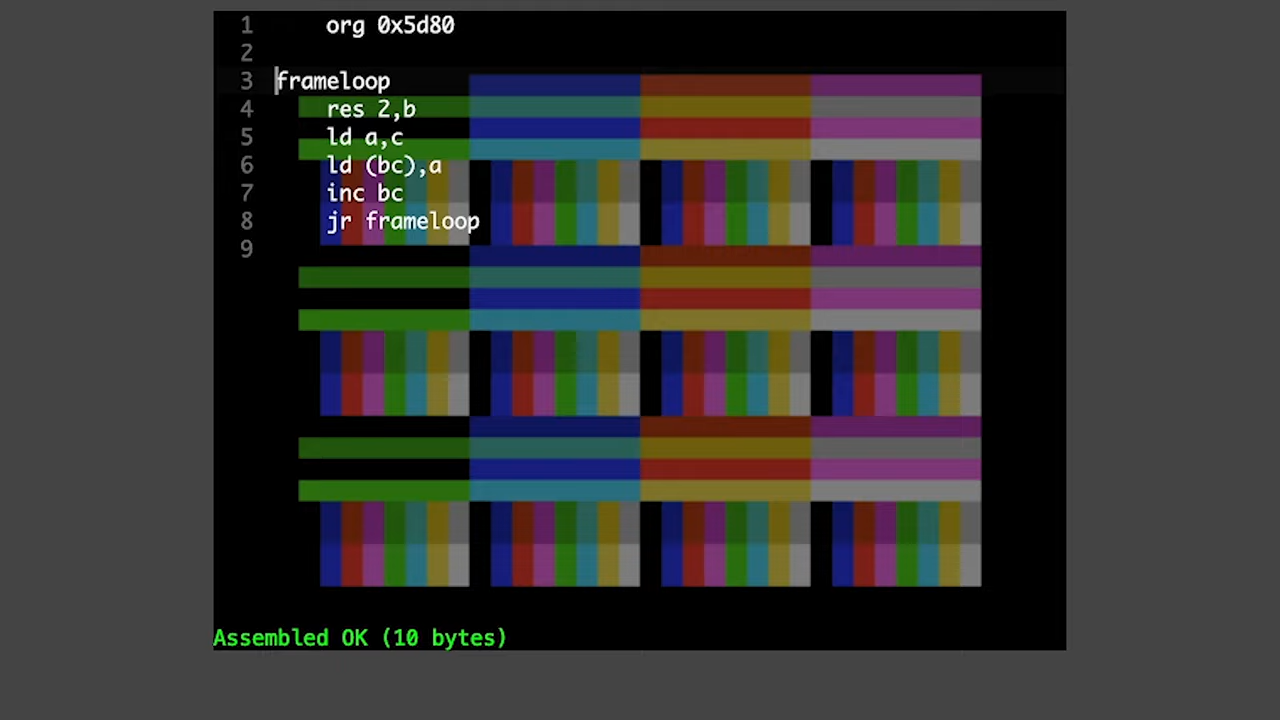 1 org 0x5d80
2
3 frameloop
4 res 2,b
5 ld a,c
6 ld (bc),a
7 inc bc
8 jr frameloop
9
Assembled OK (10 bytes)